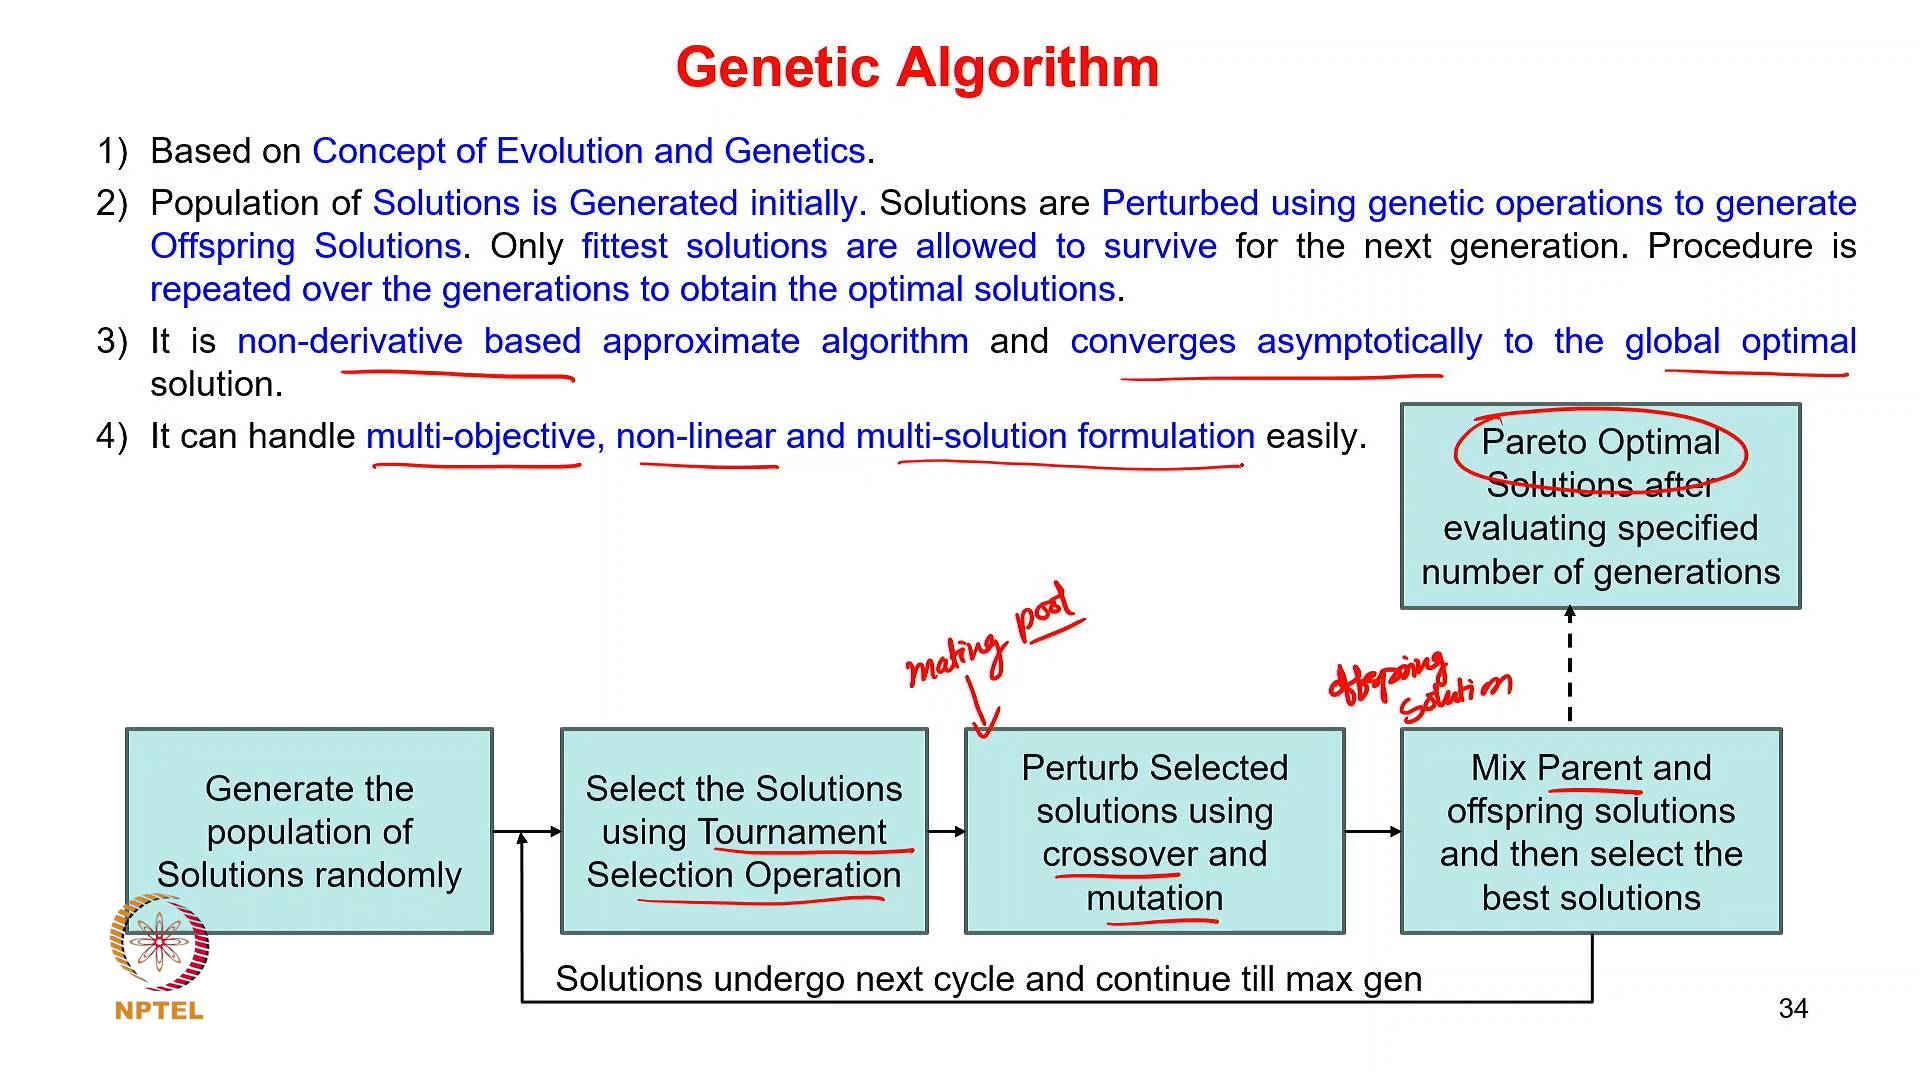 Genetic Algorithm
1) Based on Concept of Evolution and Genetics.
2) Population of Solutions is Generated initially. Solutions are Perturbed using genetic operations to generate
Offspring Solutions. Only fittest solutions are allowed to survive for the next generation. Procedure is
repeated over the generations to obtain the optimal solutions.
3) It is non-derivative based approximate algorithm and converges asymptotically to the global optimal
solution.
4) It can handle multi-objective, non-linear and multi-solution formulation easily.
Pareto Optimal
Solutions after
evaluating specified
number of generations
mating pool
offspring
solution
Generate the
population of
Solutions randomly
Select the Solutions
using Tournament
Selection Operation
Perturb Selected
solutions using
crossover and
mutation
Mix Parent and
offspring solutions
and then select the
best solutions
Solutions undergo next cycle and continue till max gen
NPTEL
34